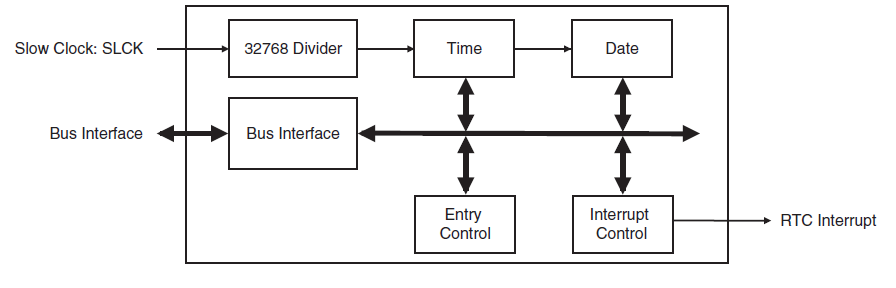 Slow Clock: SLCK
32768 Divider
Time
Date
Bus Interface
Bus Interface
Entry
Control
Interrupt
Control
RTC Interrupt